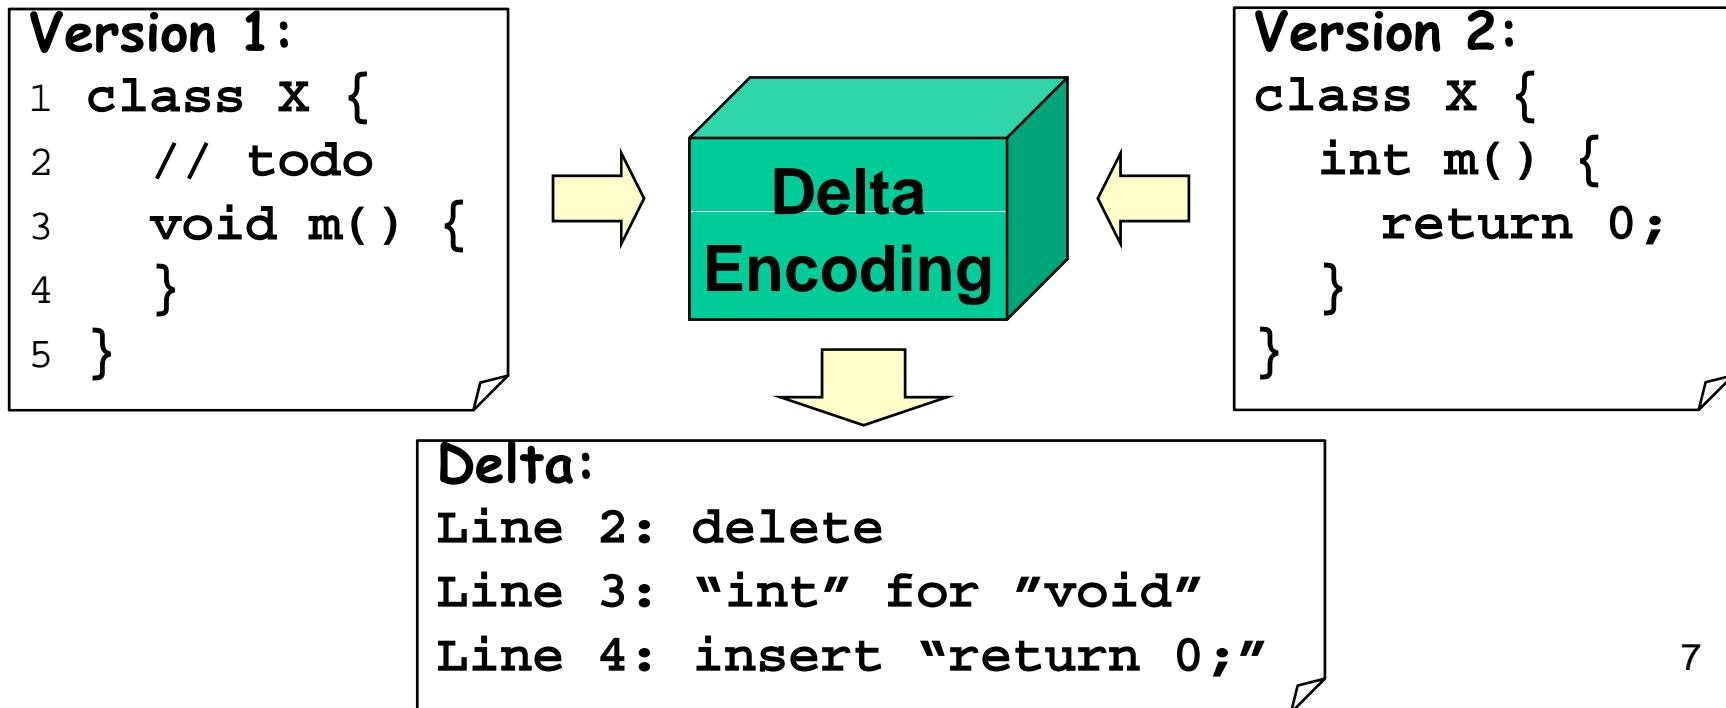 Version 1:
1 class X {
2 // todo
3 void m() {
4 }
5 }
Delta
Encoding
Version 2:
class X {
int m() {
return 0;
}
}
Delta:
Line 2: delete
Line 3: “int” for ”void”
Line 4: insert “return 0;”
7